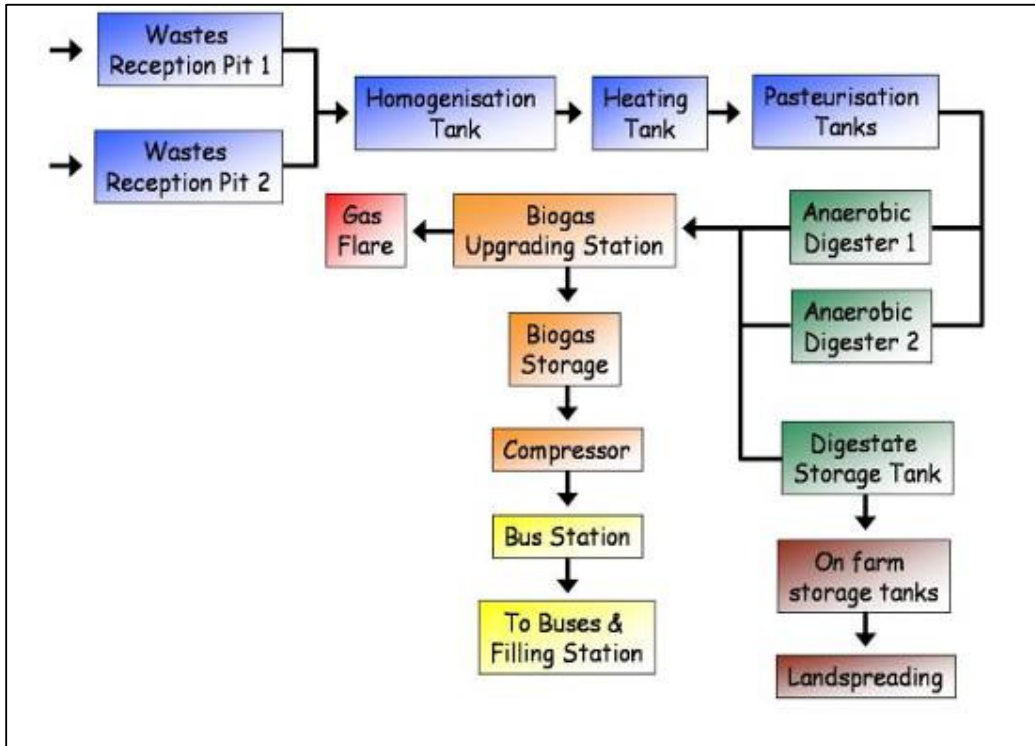 Wastes
Reception Pit 1
Wastes
Reception Pit 2
Homogenisation
Tank
Heating
Tank
Pasteurisation
Tanks
Gas
Flare
Biogas
Upgrading Station
Anaerobic
Digester 1
Anaerobic
Digester 2
Biogas
Storage
Compressor
Bus Station
To Buses &
Filling Station
Digestate
Storage Tank
On farm
storage tanks
Landspreading